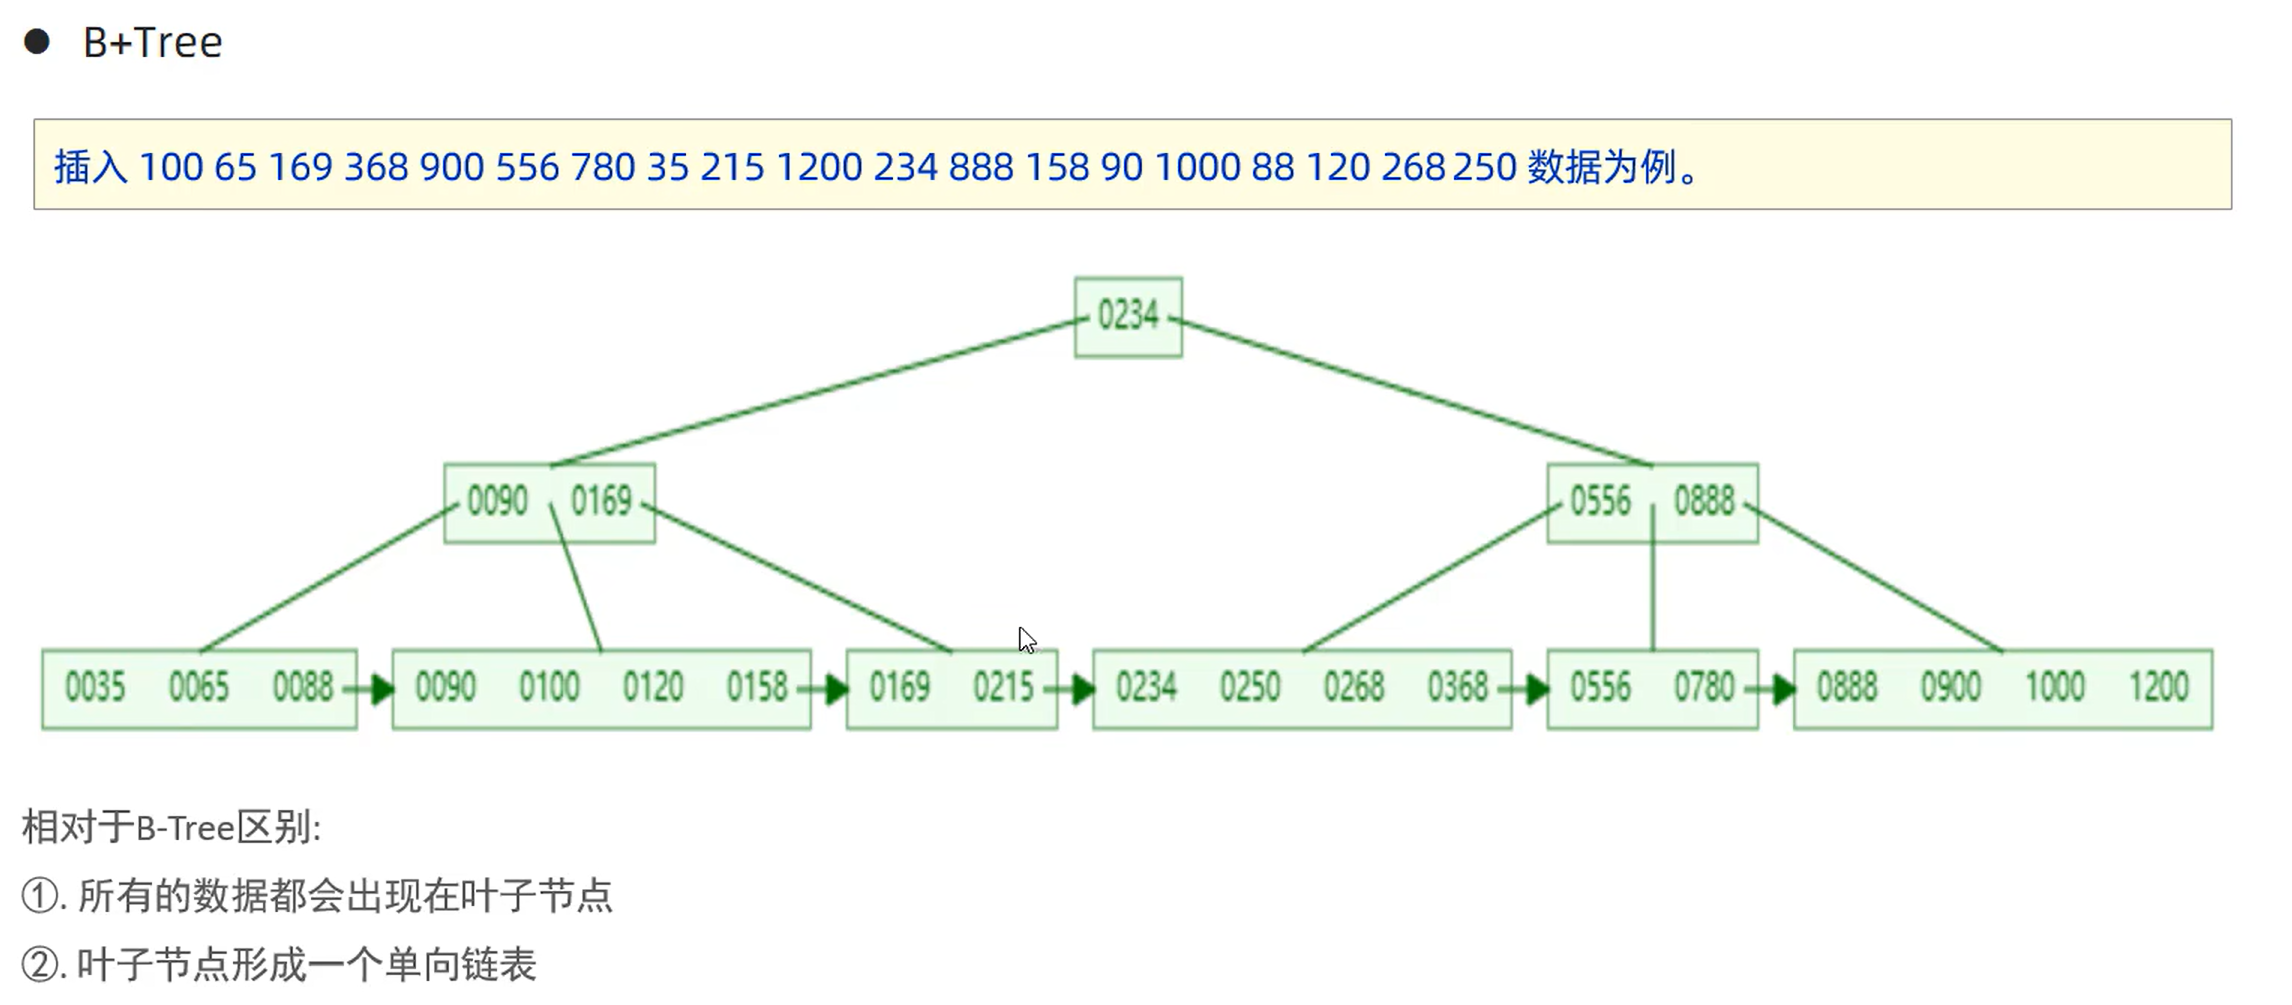 ● B+Tree
插入 100 65 169 368 900 556 780 35 215 1200 234 888 158 90 1000 88 120 268 250 数据为例。
0234
0090 0169 0556 0888
0035 0065 0088 0090 0100 0120 0158 0169 0215 0234 0250 0268 0368 0556 0780 0888 0900 1000 1200
相对于B-Tree区别:
①. 所有的数据都会出现在叶子节点
②. 叶子节点形成一个单向链表